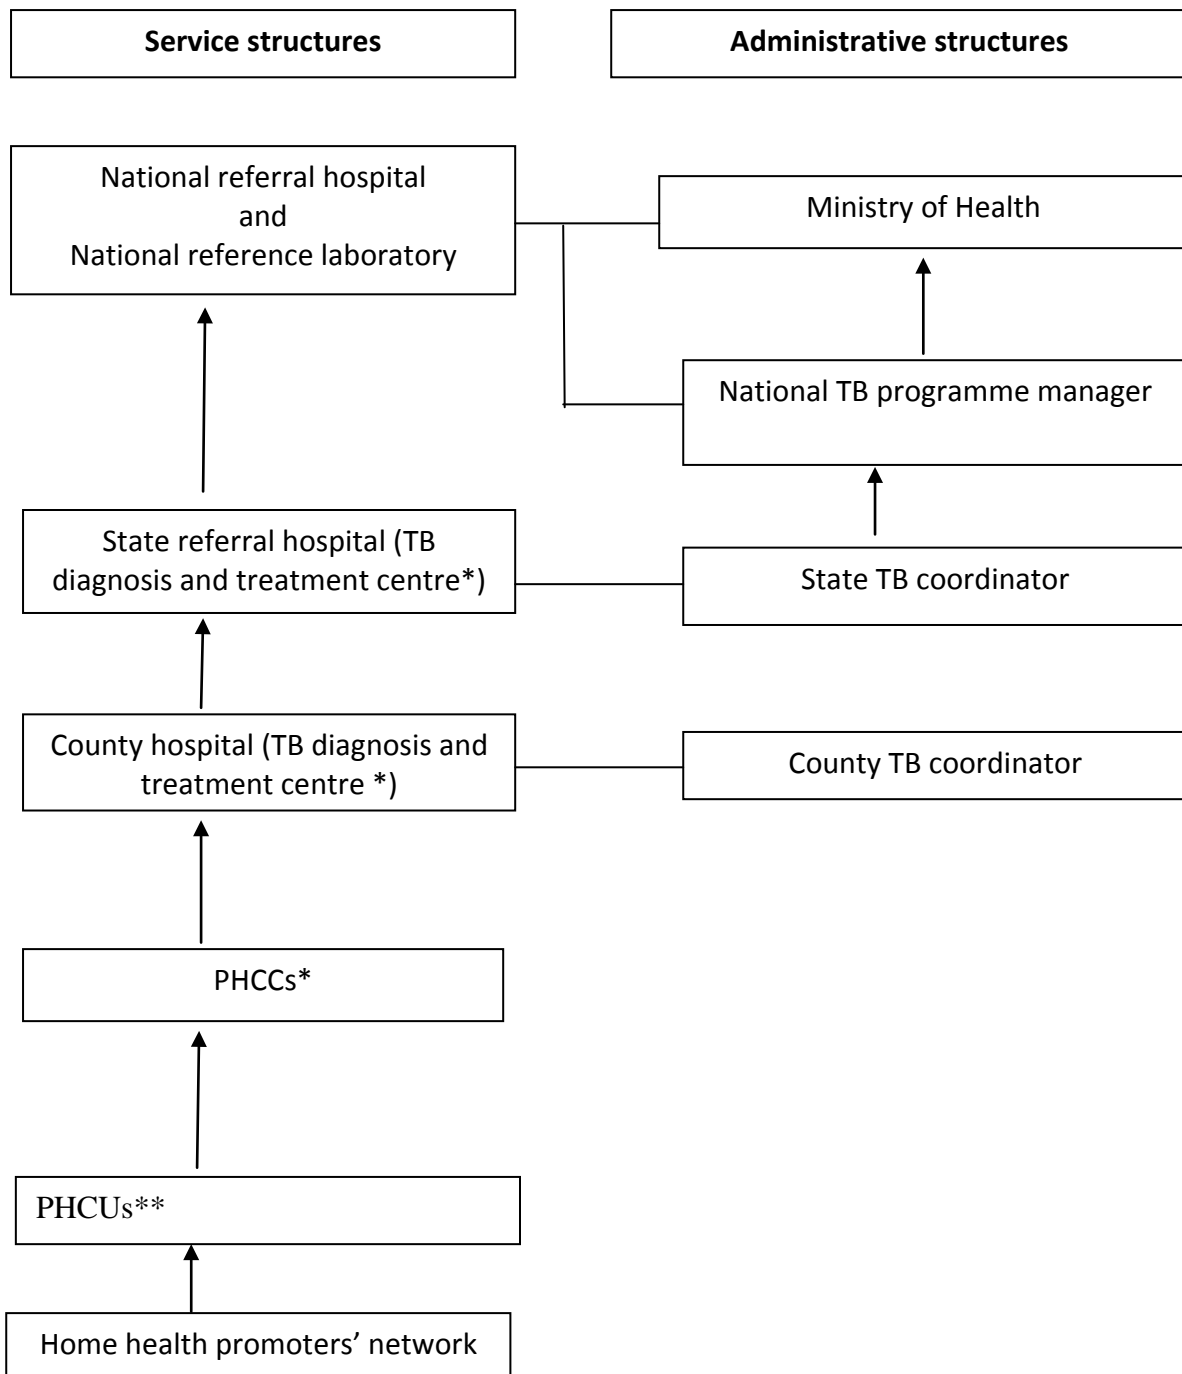 Service structures
Administrative structures
National referral hospital
and
National reference laboratory
Ministry of Health
National TB programme manager
State referral hospital (TB
diagnosis and treatment centre*)
State TB coordinator
County hospital (TB diagnosis and
treatment centre *)
County TB coordinator
PHCCs*
PHCUs**
Home health promoters’ network